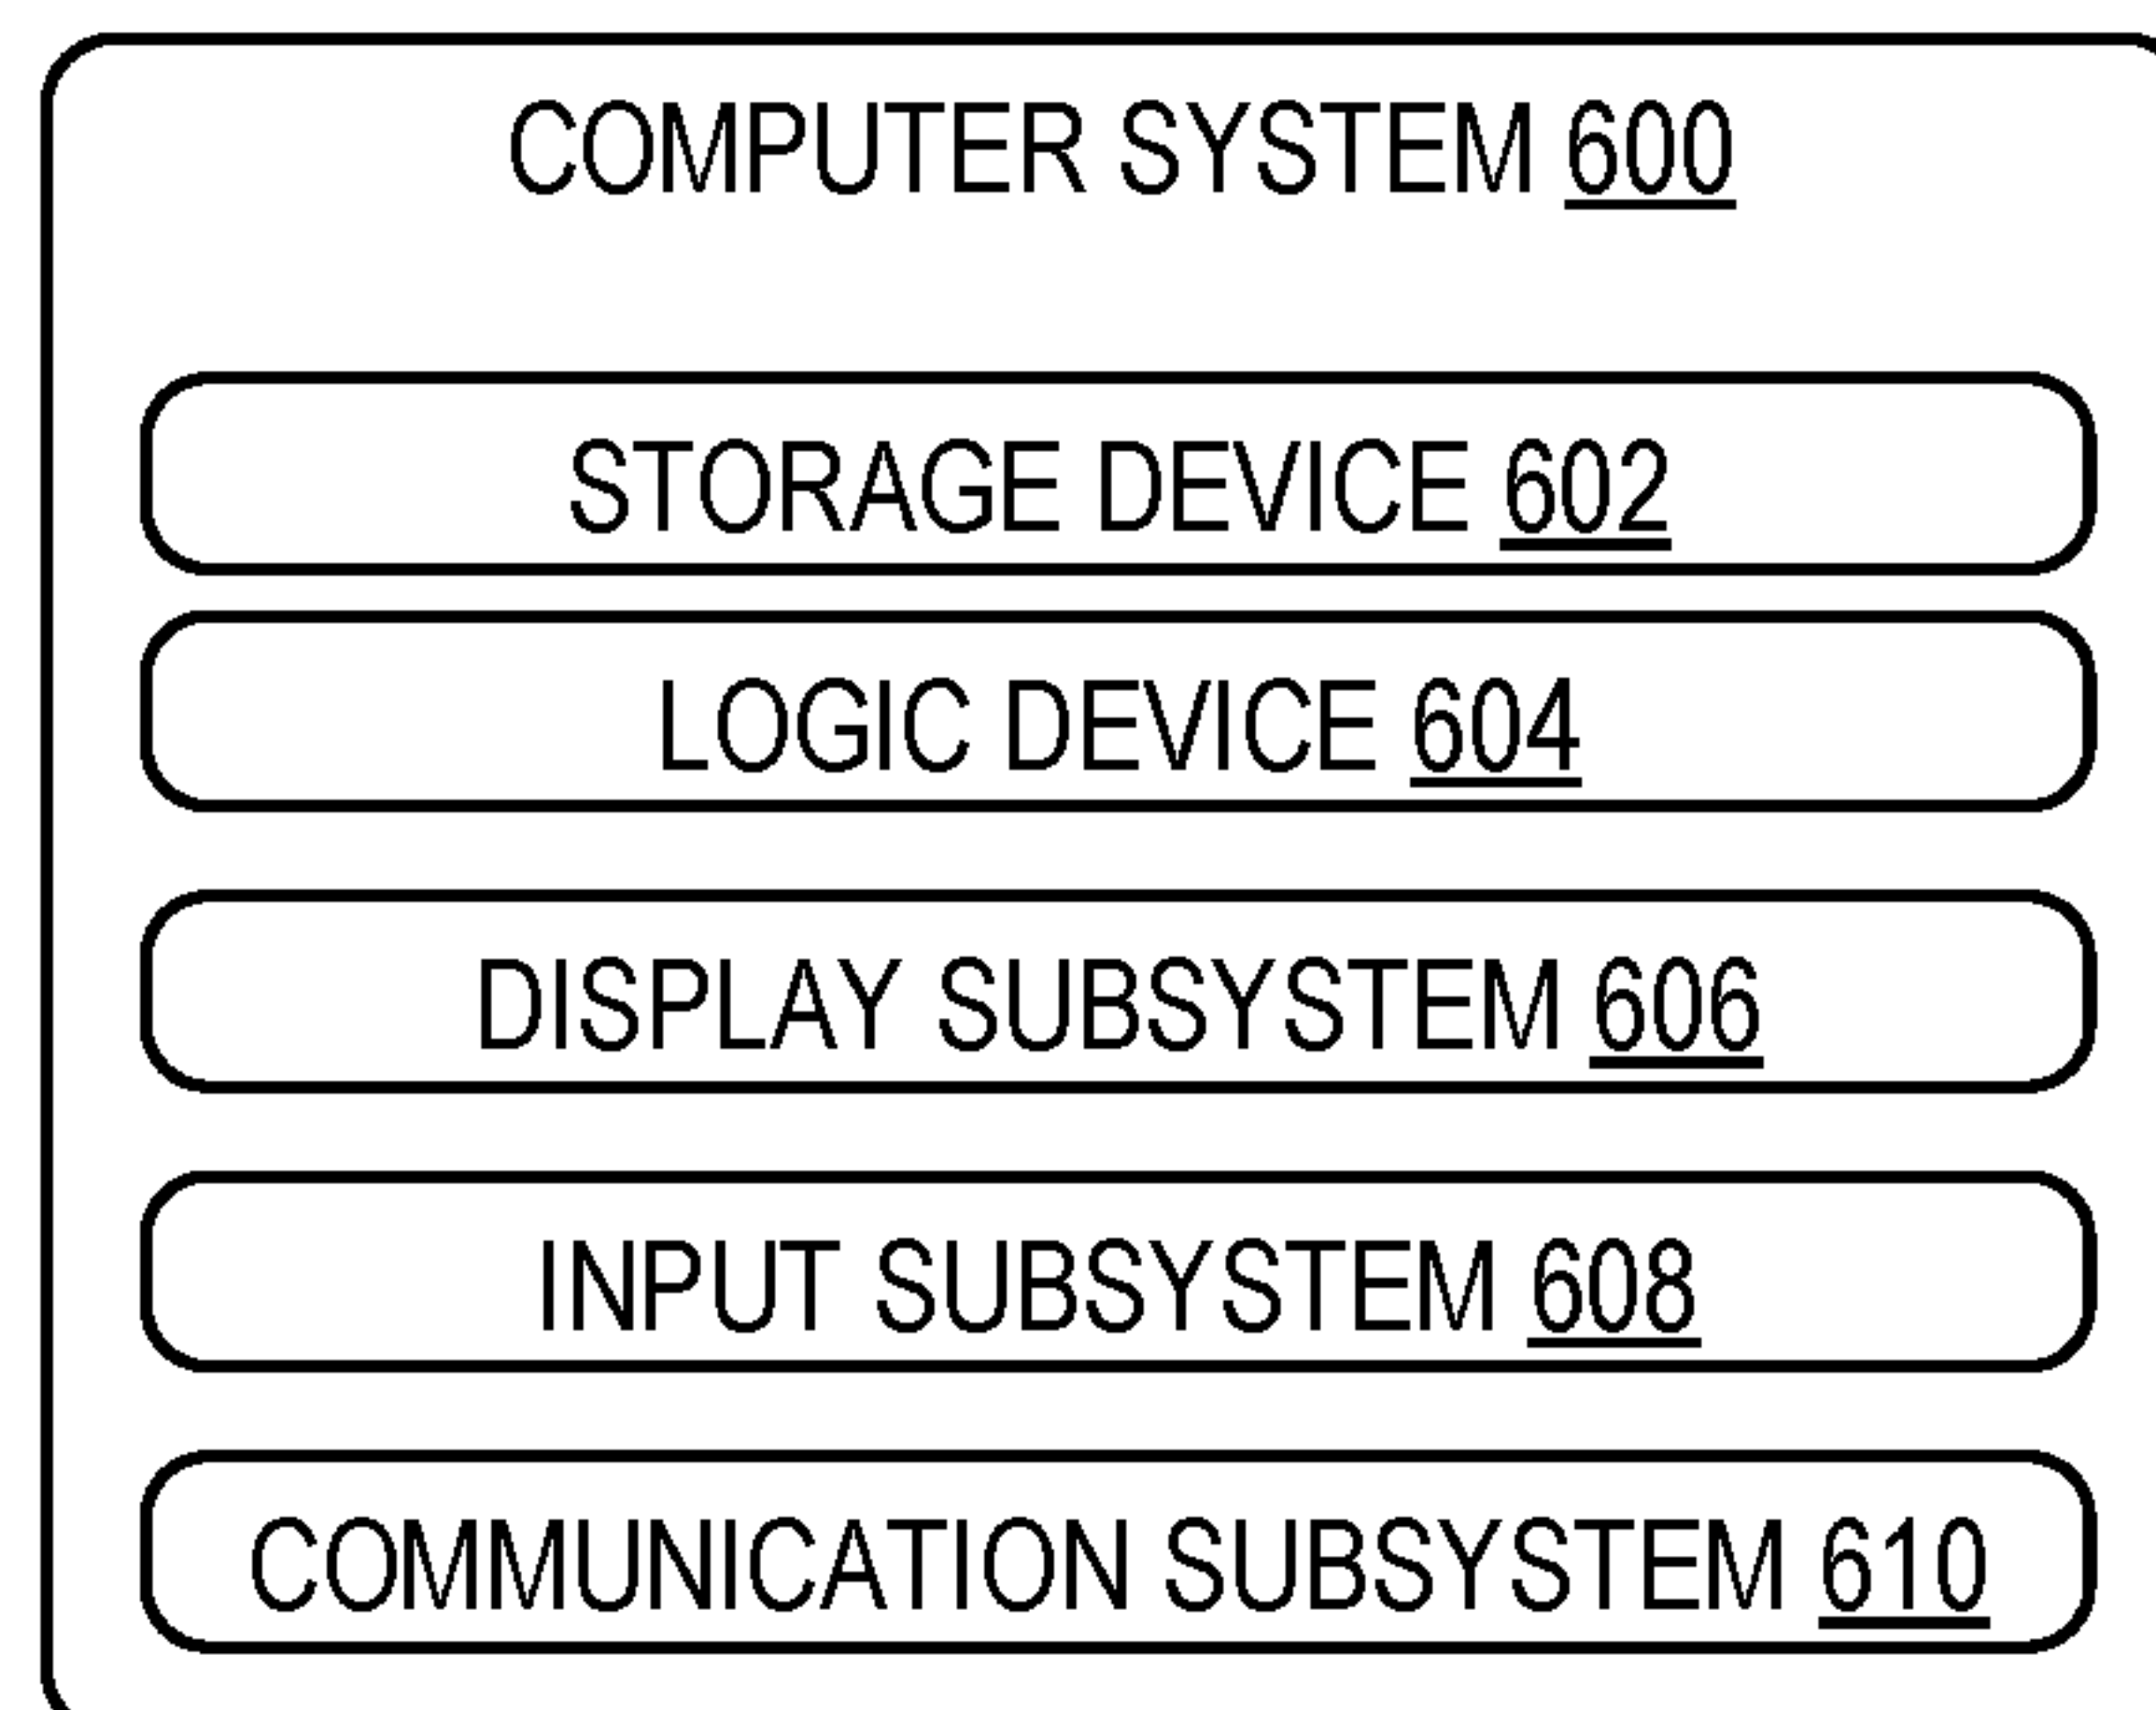 COMPUTER SYSTEM 600
STORAGE DEVICE 602
LOGIC DEVICE 604
DISPLAY SUBSYSTEM 606
INPUT SUBSYSTEM 608
COMMUNICATION SUBSYSTEM 610